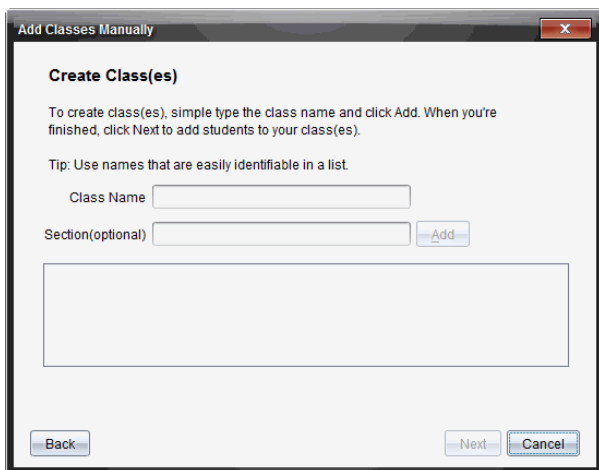 Add Classes Manually
X
Create Class(es)
To create class(es), simple type the class name and click Add. When you're
finished, click Next to add students to your class(es).
Tip: Use names that are easily identifiable in a list.
Class Name
Section(optional) Add
Back Next Cancel